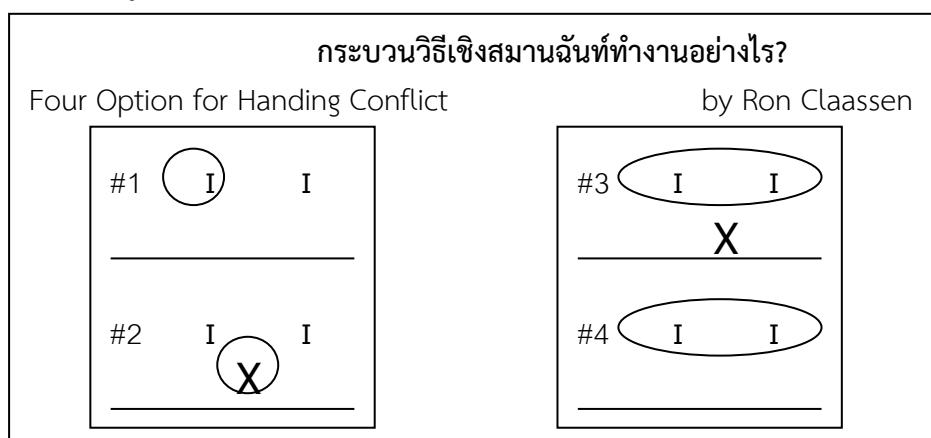 กระบวนวิธีเชิงสมานฉันท์ทำงานอย่างไร?
Four Option for Handing Conflict by Ron Claassen
#1 I I
#2 I I
X
#3 I I
X
#4 I I